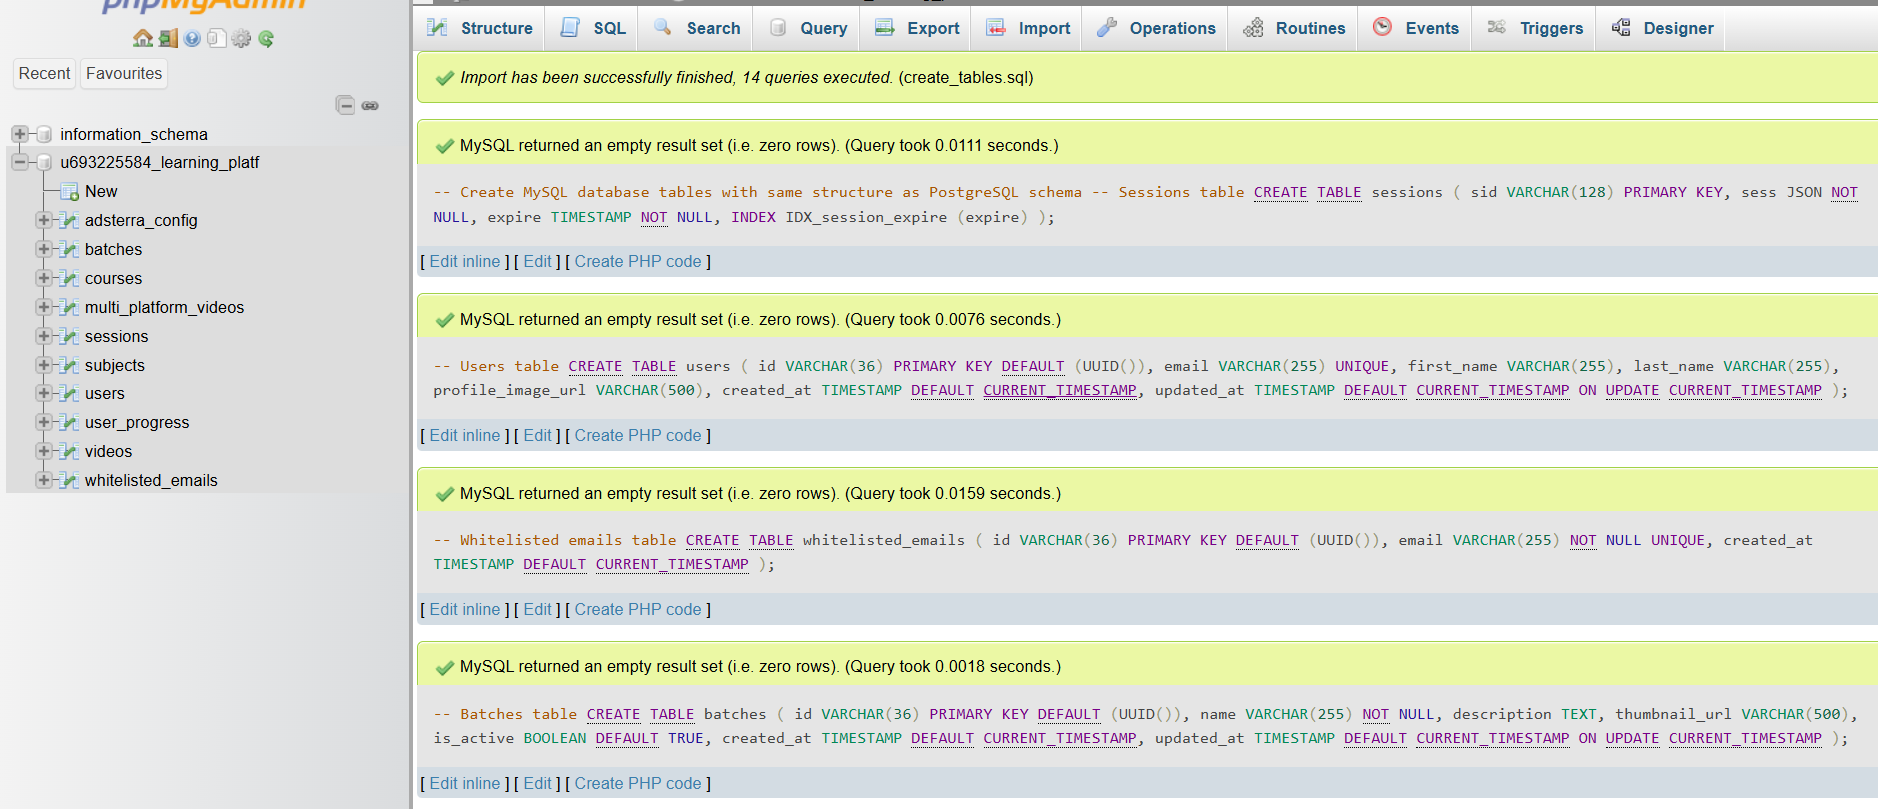 phpMyAdmin
Recent
Favourites
information_schema
u693225584_learning_platf
New
adsterra_config
batches
courses
multi_platform_videos
sessions
subjects
users
user_progress
videos
whitelisted_emails
Structure
SQL
Search
Query
Export
Import
Operations
Routines
Events
Triggers
Designer
Import has been successfully finished, 14 queries executed. (create_tables.sql)
MySQL returned an empty result set (i.e. zero rows). (Query took 0.0111 seconds.)
-- Create MySQL database tables with same structure as PostgreSQL schema -- Sessions table CREATE TABLE sessions ( sid VARCHAR(128) PRIMARY KEY, sess JSON NOT
NULL, expire TIMESTAMP NOT NULL, INDEX IDX_session_expire (expire) );
[ Edit inline ] [ Edit ] [ Create PHP code ]
MySQL returned an empty result set (i.e. zero rows). (Query took 0.0076 seconds.)
-- Users table CREATE TABLE users ( id VARCHAR(36) PRIMARY KEY DEFAULT (UUID()), email VARCHAR(255) UNIQUE, first_name VARCHAR(255), last_name VARCHAR(255),
profile_image_url VARCHAR(500), created_at TIMESTAMP DEFAULT CURRENT_TIMESTAMP, updated_at TIMESTAMP DEFAULT CURRENT_TIMESTAMP ON UPDATE CURRENT_TIMESTAMP );
[ Edit inline ] [ Edit ] [ Create PHP code ]
MySQL returned an empty result set (i.e. zero rows). (Query took 0.0159 seconds.)
-- Whitelisted emails table CREATE TABLE whitelisted_emails ( id VARCHAR(36) PRIMARY KEY DEFAULT (UUID()), email VARCHAR(255) NOT NULL UNIQUE, created_at
TIMESTAMP DEFAULT CURRENT_TIMESTAMP );
[ Edit inline ] [ Edit ] [ Create PHP code ]
MySQL returned an empty result set (i.e. zero rows). (Query took 0.0018 seconds.)
-- Batches table CREATE TABLE batches ( id VARCHAR(36) PRIMARY KEY DEFAULT (UUID()), name VARCHAR(255) NOT NULL, description TEXT, thumbnail_url VARCHAR(500),
is_active BOOLEAN DEFAULT TRUE, created_at TIMESTAMP DEFAULT CURRENT_TIMESTAMP, updated_at TIMESTAMP DEFAULT CURRENT_TIMESTAMP ON UPDATE CURRENT_TIMESTAMP );
[ Edit inline ] [ Edit ] [ Create PHP code ]